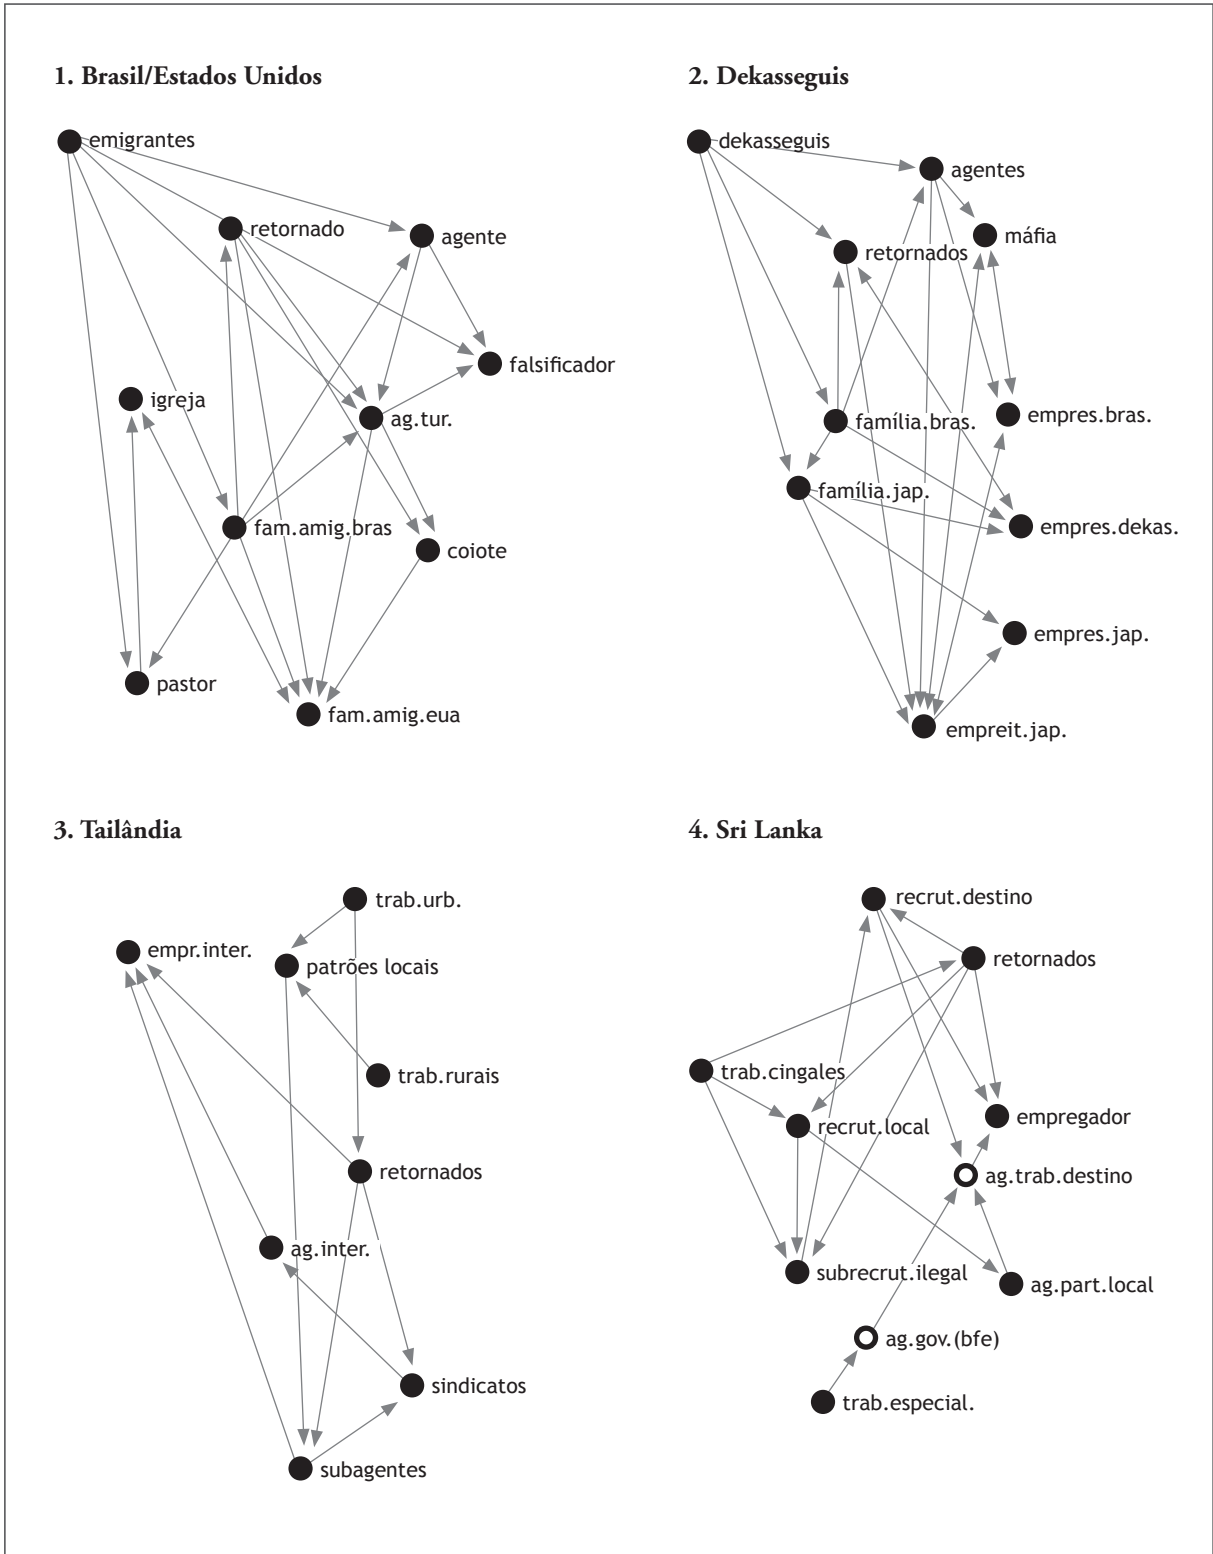 1. Brasil/Estados Unidos
emigrantes
retornado
agente
falsificador
igreja
ag.tur.
fam.amig.bras
coiote
pastor
fam.amig.eua
2. Dekasseguis
dekasseguis
agentes
máfia
retornados
empres.bras.
família.bras.
família.jap.
empres.dekas.
empres.jap.
empreit.jap.
3. Tailândia
trab.urb.
empr.inter.
patrões locais
trab.rurais
retornados
ag.inter.
sindicatos
subagentes
4. Sri Lanka
recrut.destino
retornados
trab.cingales
empregador
recrut.local
ag.trab.destino
subrecrut.ilegal
ag.part.local
ag.gov.(bfe)
trab.especial.